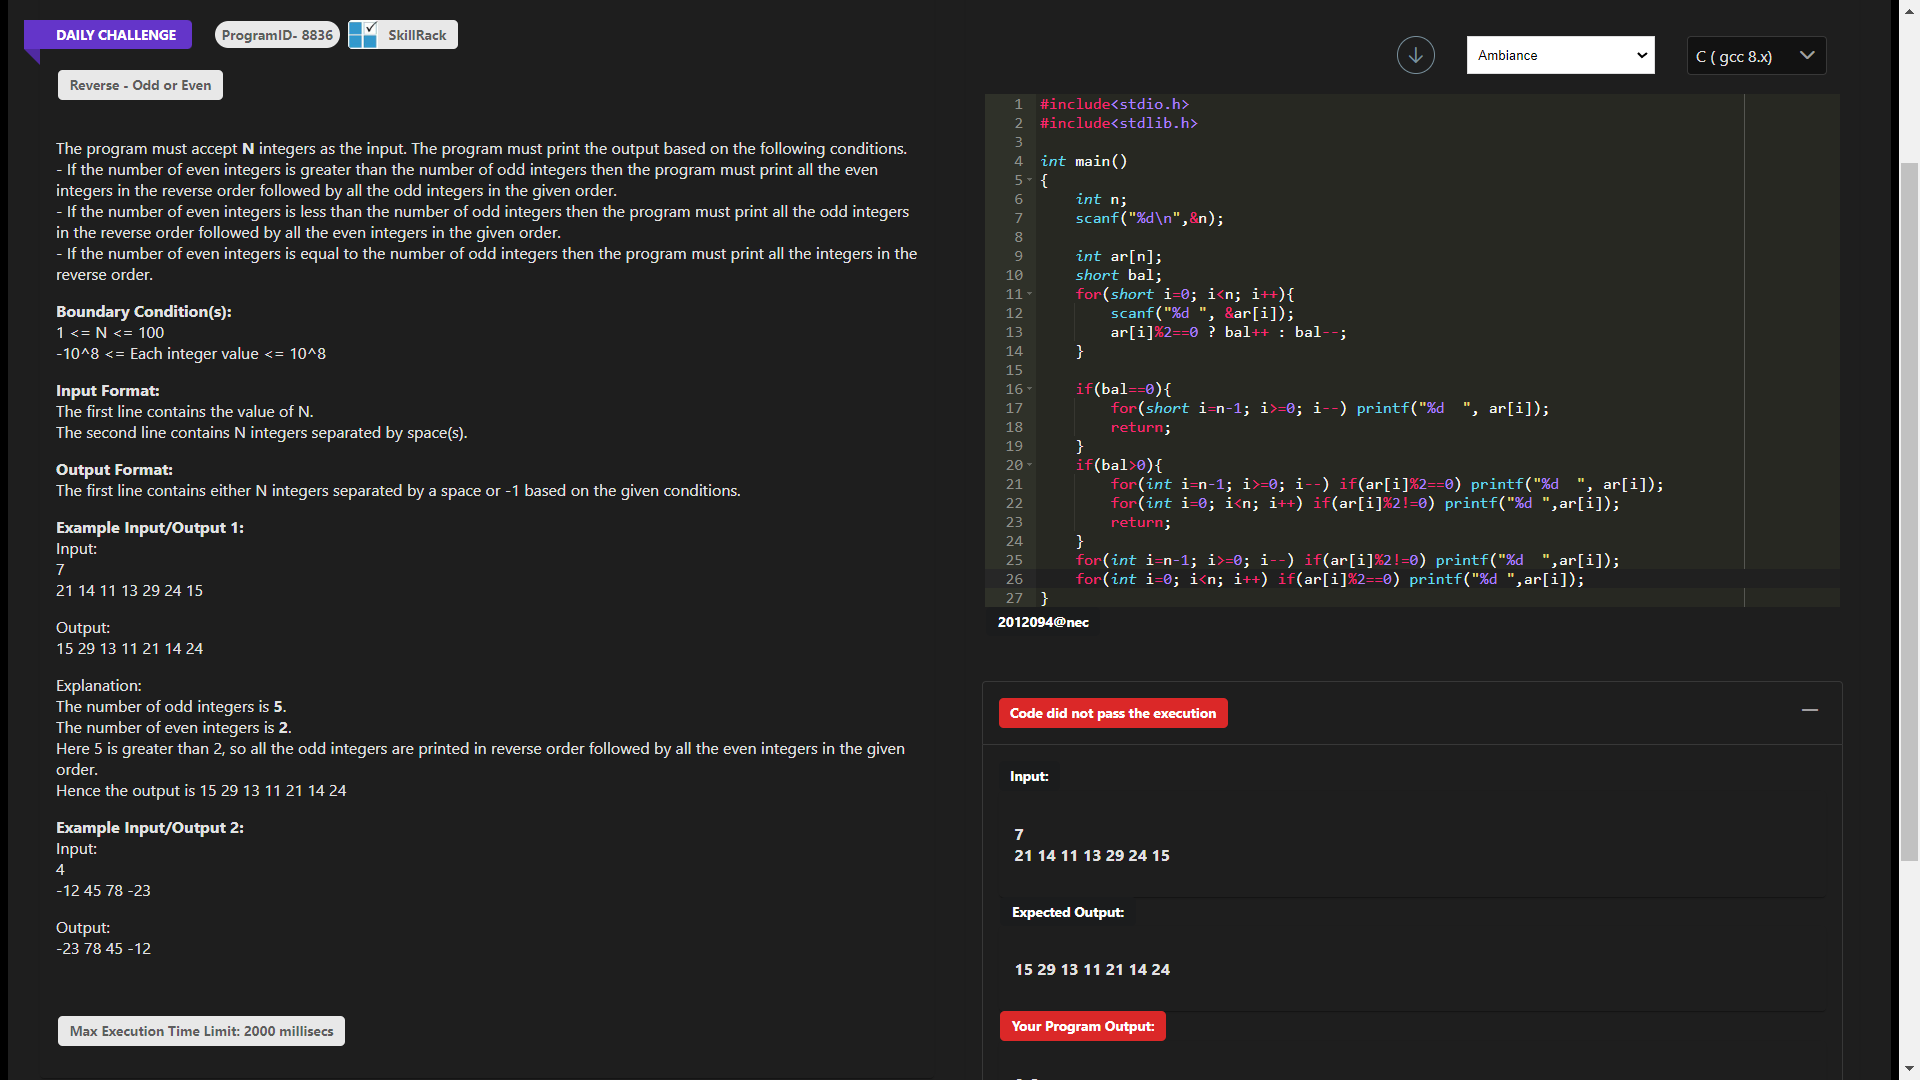 DAILY CHALLENGE
ProgramID- 8836
SkillRack
Reverse - Odd or Even
The program must accept N integers as the input. The program must print the output based on the following conditions.
- If the number of even integers is greater than the number of odd integers then the program must print all the even
integers in the reverse order followed by all the odd integers in the given order.
- If the number of even integers is less than the number of odd integers then the program must print all the odd integers
in the reverse order followed by all the even integers in the given order.
- If the number of even integers is equal to the number of odd integers then the program must print all the integers in the
reverse order.
Boundary Condition(s):
1 <= N <= 100
-10^8 <= Each integer value <= 10^8
Input Format:
The first line contains the value of N.
The second line contains N integers separated by space(s).
Output Format:
The first line contains either N integers separated by a space or -1 based on the given conditions.
Example Input/Output 1:
Input:
7
21 14 11 13 29 24 15
Output:
15 29 13 11 21 14 24
Explanation:
The number of odd integers is 5.
The number of even integers is 2.
Here 5 is greater than 2, so all the odd integers are printed in reverse order followed by all the even integers in the given
order.
Hence the output is 15 29 13 11 21 14 24
Example Input/Output 2:
Input:
4
-12 45 78 -23
Output:
-23 78 45 -12
Max Execution Time Limit: 2000 millisecs
Ambiance
C ( gcc 8.x)
1 #include<stdio.h>
2 #include<stdlib.h>
3
4 int main()
5 {
6     int n;
7     scanf("%d\n",&n);
8
9     int ar[n];
10     short bal;
11     for(short i=0; i<n; i++){
12         scanf("%d ", &ar[i]);
13         ar[i]%2==0 ? bal++ : bal--;
14     }
15
16     if(bal==0){
17         for(short i=n-1; i>=0; i--) printf("%d  ", ar[i]);
18         return;
19     }
20     if(bal>0){
21         for(int i=n-1; i>=0; i--) if(ar[i]%2==0) printf("%d  ", ar[i]);
22         for(int i=0; i<n; i++) if(ar[i]%2!=0) printf("%d ",ar[i]);
23         return;
24     }
25     for(int i=n-1; i>=0; i--) if(ar[i]%2!=0) printf("%d  ",ar[i]);
26     for(int i=0; i<n; i++) if(ar[i]%2==0) printf("%d ",ar[i]);
27 }
2012094@nec
Code did not pass the execution
Input:
7
21 14 11 13 29 24 15
Expected Output:
15 29 13 11 21 14 24
Your Program Output: